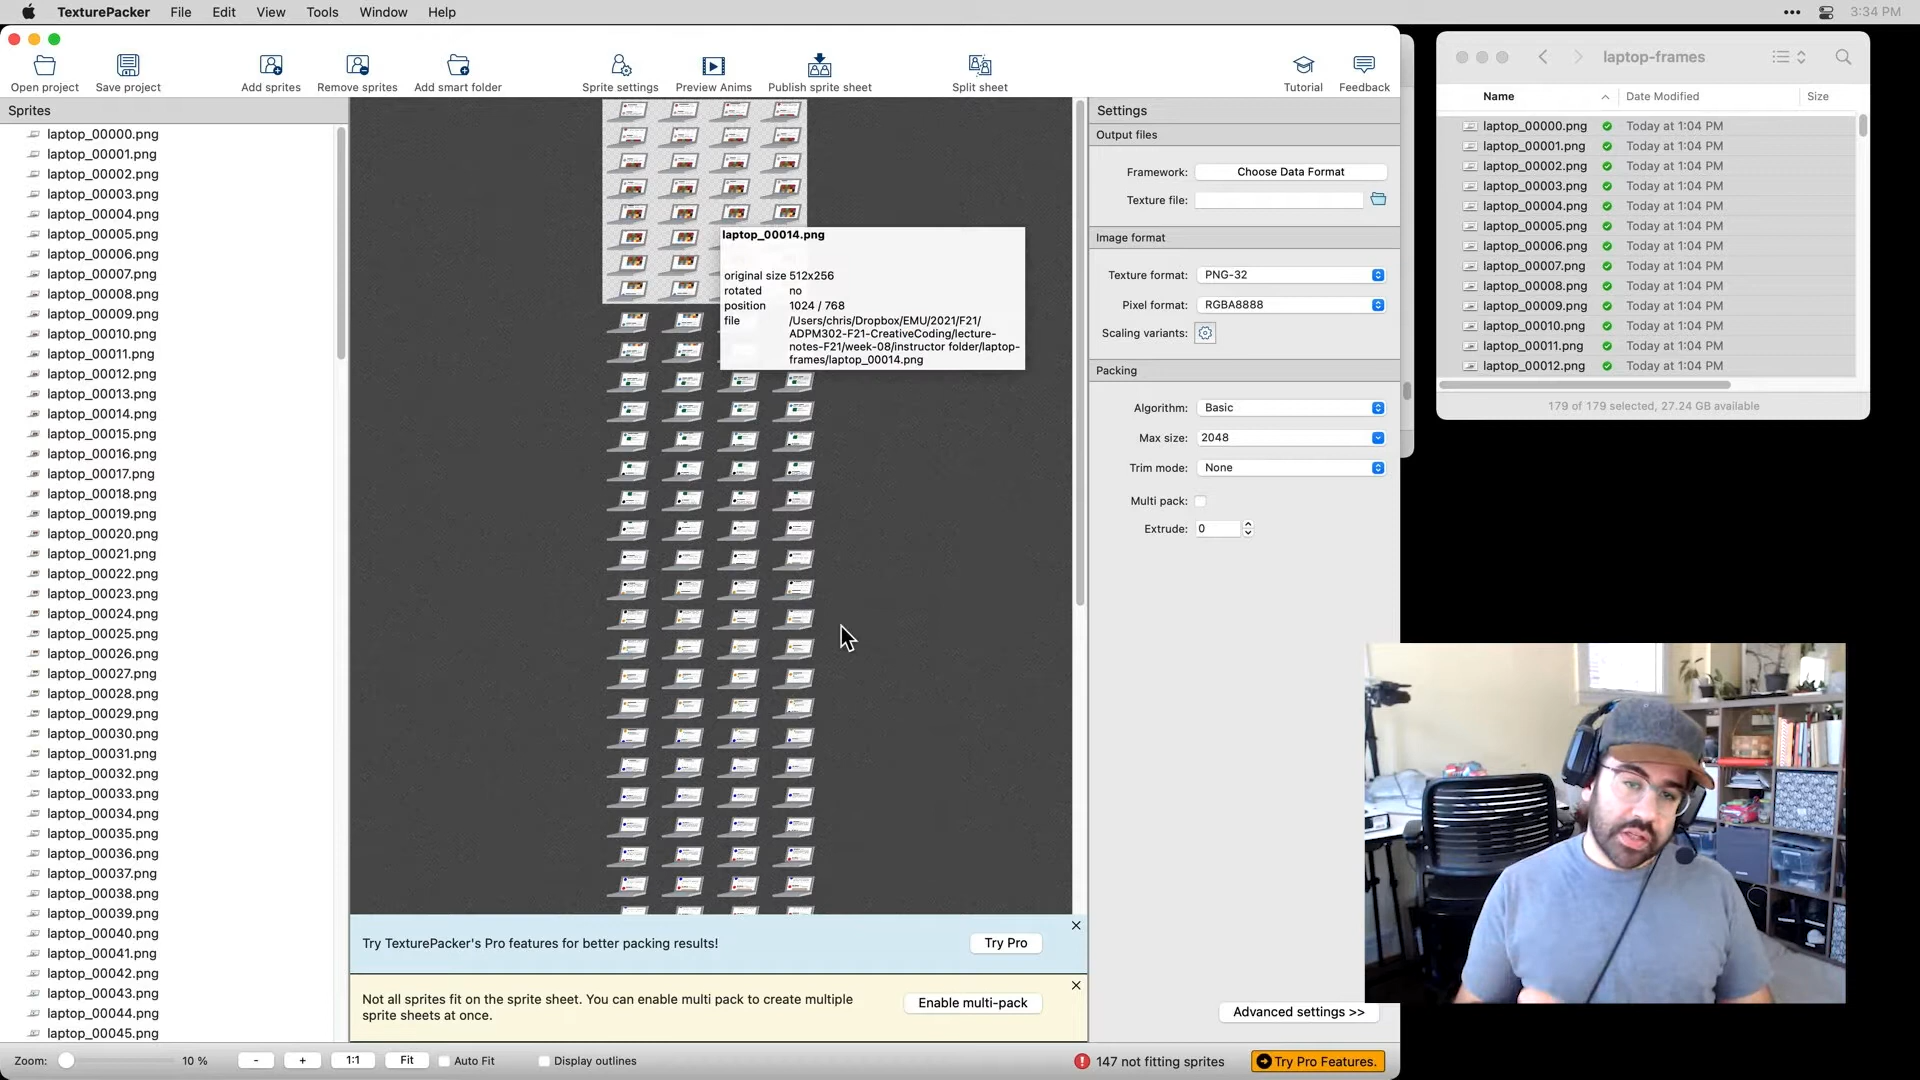 TexturePacker File Edit View Tools Window Help
••• 3:34 PM
Open project
Save project
Add sprites
Remove sprites
Add smart folder
Sprite settings
Preview Anims
Publish sprite sheet
Split sheet
Tutorial
Feedback
Sprites
laptop_00000.png
laptop_00001.png
laptop_00002.png
laptop_00003.png
laptop_00004.png
laptop_00005.png
laptop_00006.png
laptop_00007.png
laptop_00008.png
laptop_00009.png
laptop_00010.png
laptop_00011.png
laptop_00012.png
laptop_00013.png
laptop_00014.png
laptop_00015.png
laptop_00016.png
laptop_00017.png
laptop_00018.png
laptop_00019.png
laptop_00020.png
laptop_00021.png
laptop_00022.png
laptop_00023.png
laptop_00024.png
laptop_00025.png
laptop_00026.png
laptop_00027.png
laptop_00028.png
laptop_00029.png
laptop_00030.png
laptop_00031.png
laptop_00032.png
laptop_00033.png
laptop_00034.png
laptop_00035.png
laptop_00036.png
laptop_00037.png
laptop_00038.png
laptop_00039.png
laptop_00040.png
laptop_00041.png
laptop_00042.png
laptop_00043.png
laptop_00044.png
laptop_00045.png
laptop_00014.png
original size 512x256
rotated no
position 1024 / 768
file /Users/chris/Dropbox/EMU/2021/F21/
ADPM302-F21-CreativeCoding/lecture-
notes-F21/week-08/instructor folder/laptop-
frames/laptop_00014.png
Try TexturePacker's Pro features for better packing results!
Try Pro
Not all sprites fit on the sprite sheet. You can enable multi pack to create multiple
sprite sheets at once.
Enable multi-pack
Settings
Output files
Framework: Choose Data Format
Texture file:
Image format
Texture format: PNG-32
Pixel format: RGBA8888
Scaling variants:
Packing
Algorithm: Basic
Max size: 2048
Trim mode: None
Multi pack:
Extrude: 0
Advanced settings >>
Zoom: 10 % - + 1:1 Fit Auto Fit Display outlines
147 not fitting sprites
Try Pro Features.
laptop-frames
Name Date Modified Size
laptop_00000.png Today at 1:04 PM
laptop_00001.png Today at 1:04 PM
laptop_00002.png Today at 1:04 PM
laptop_00003.png Today at 1:04 PM
laptop_00004.png Today at 1:04 PM
laptop_00005.png Today at 1:04 PM
laptop_00006.png Today at 1:04 PM
laptop_00007.png Today at 1:04 PM
laptop_00008.png Today at 1:04 PM
laptop_00009.png Today at 1:04 PM
laptop_00010.png Today at 1:04 PM
laptop_00011.png Today at 1:04 PM
laptop_00012.png Today at 1:04 PM
179 of 179 selected, 27.24 GB available